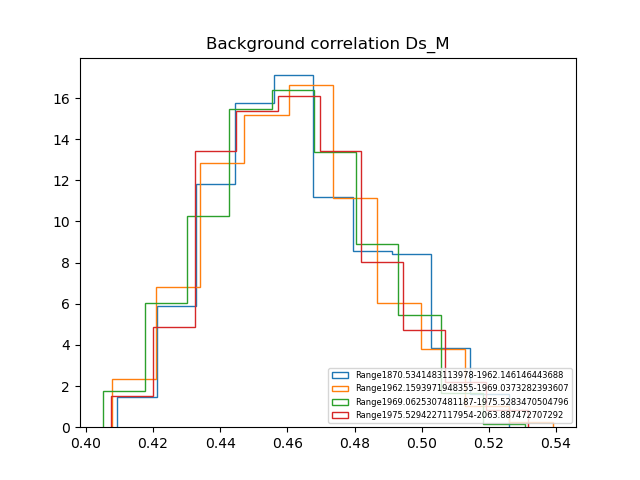 Background correlation Ds_M
16
14
12
10
8
6
4
2
0
Range1870.5341483113978-1962.146146443688
Range1962.1593971948355-1969.0373282393607
Range1969.0625307481187-1975.5283470504796
Range1975.5294227117954-2063.887472707292
0.40 0.42 0.44 0.46 0.48 0.50 0.52 0.54